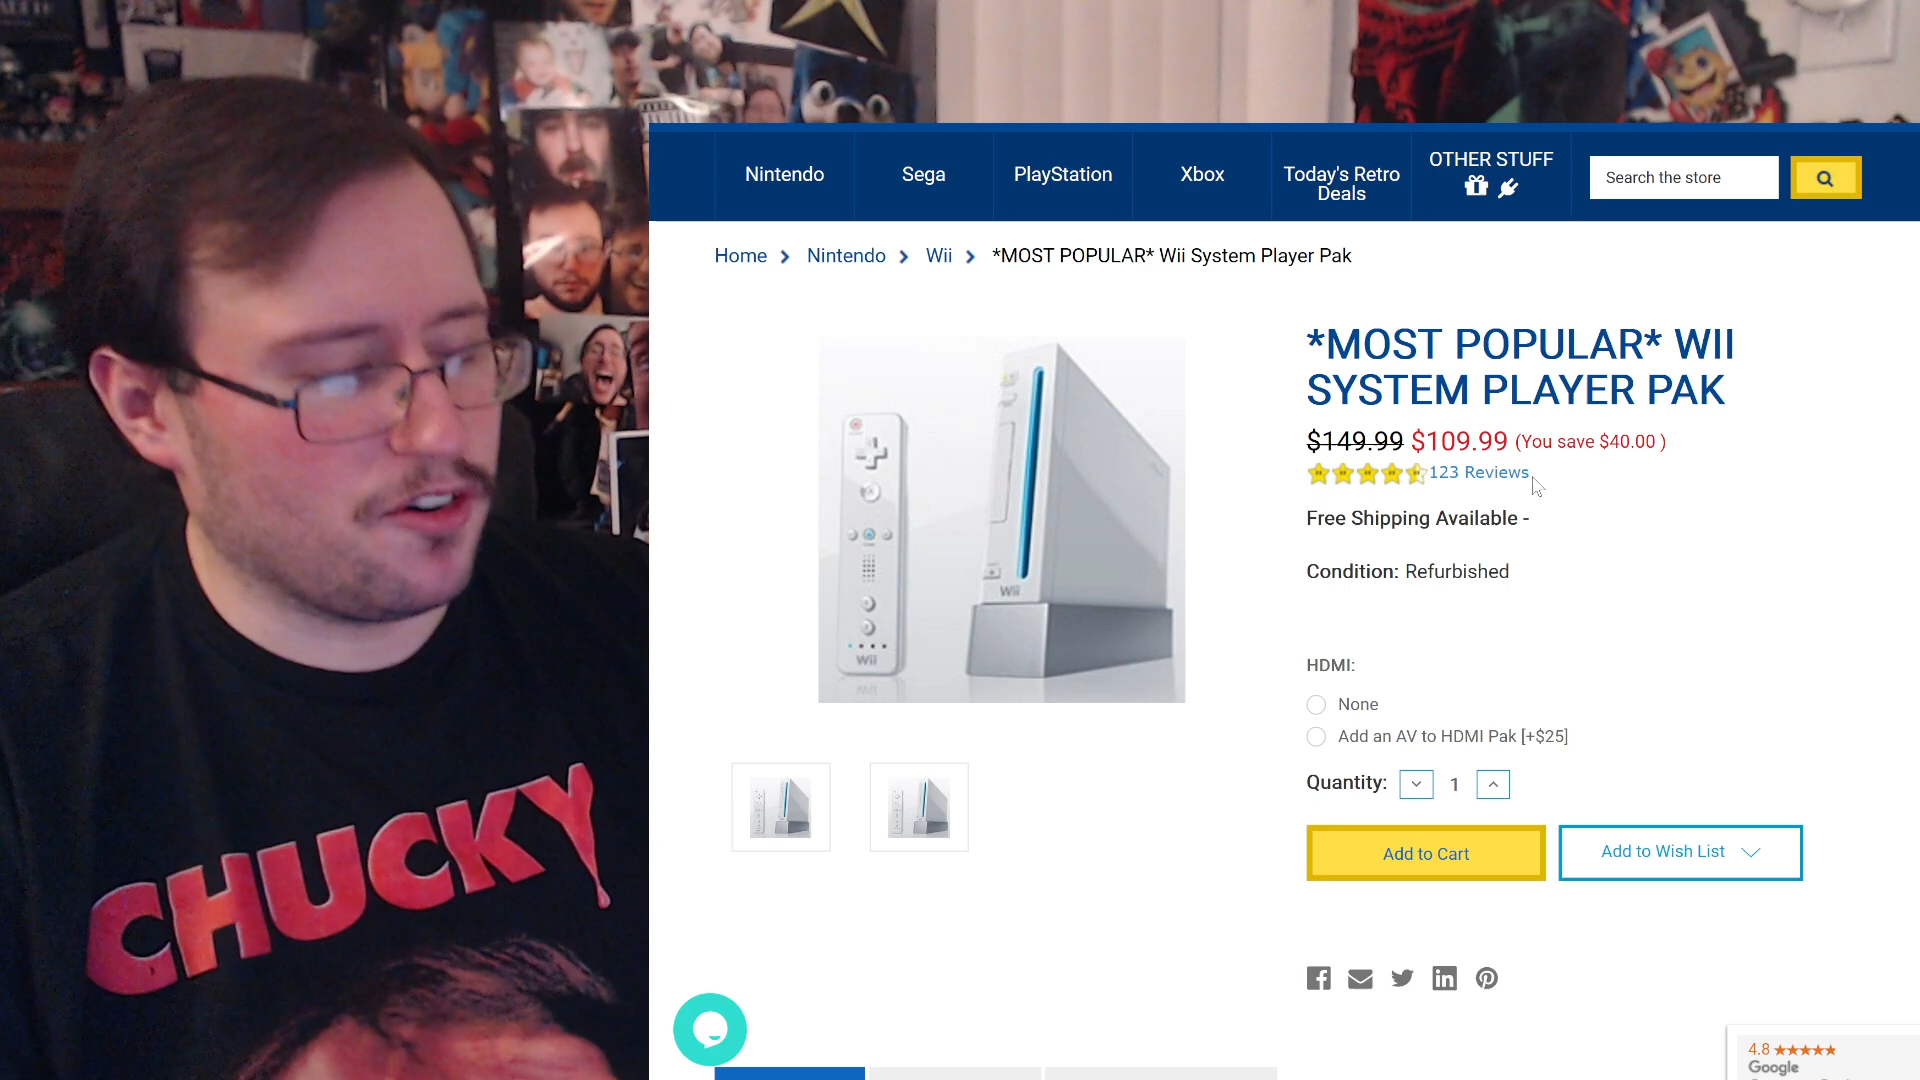 Nintendo
Sega
PlayStation
Xbox
Today's Retro
Deals
OTHER STUFF
Search the store
Home
Nintendo
Wii
*MOST POPULAR* Wii System Player Pak
*MOST POPULAR* WII
SYSTEM PLAYER PAK
$149.99 $109.99 (You save $40.00 )
123 Reviews
Free Shipping Available -
Condition: Refurbished
HDMI:
None
Add an AV to HDMI Pak [+$25]
Quantity:
1
Add to Cart
Add to Wish List
Wii
Wii
CHUCKY
4.8
Google